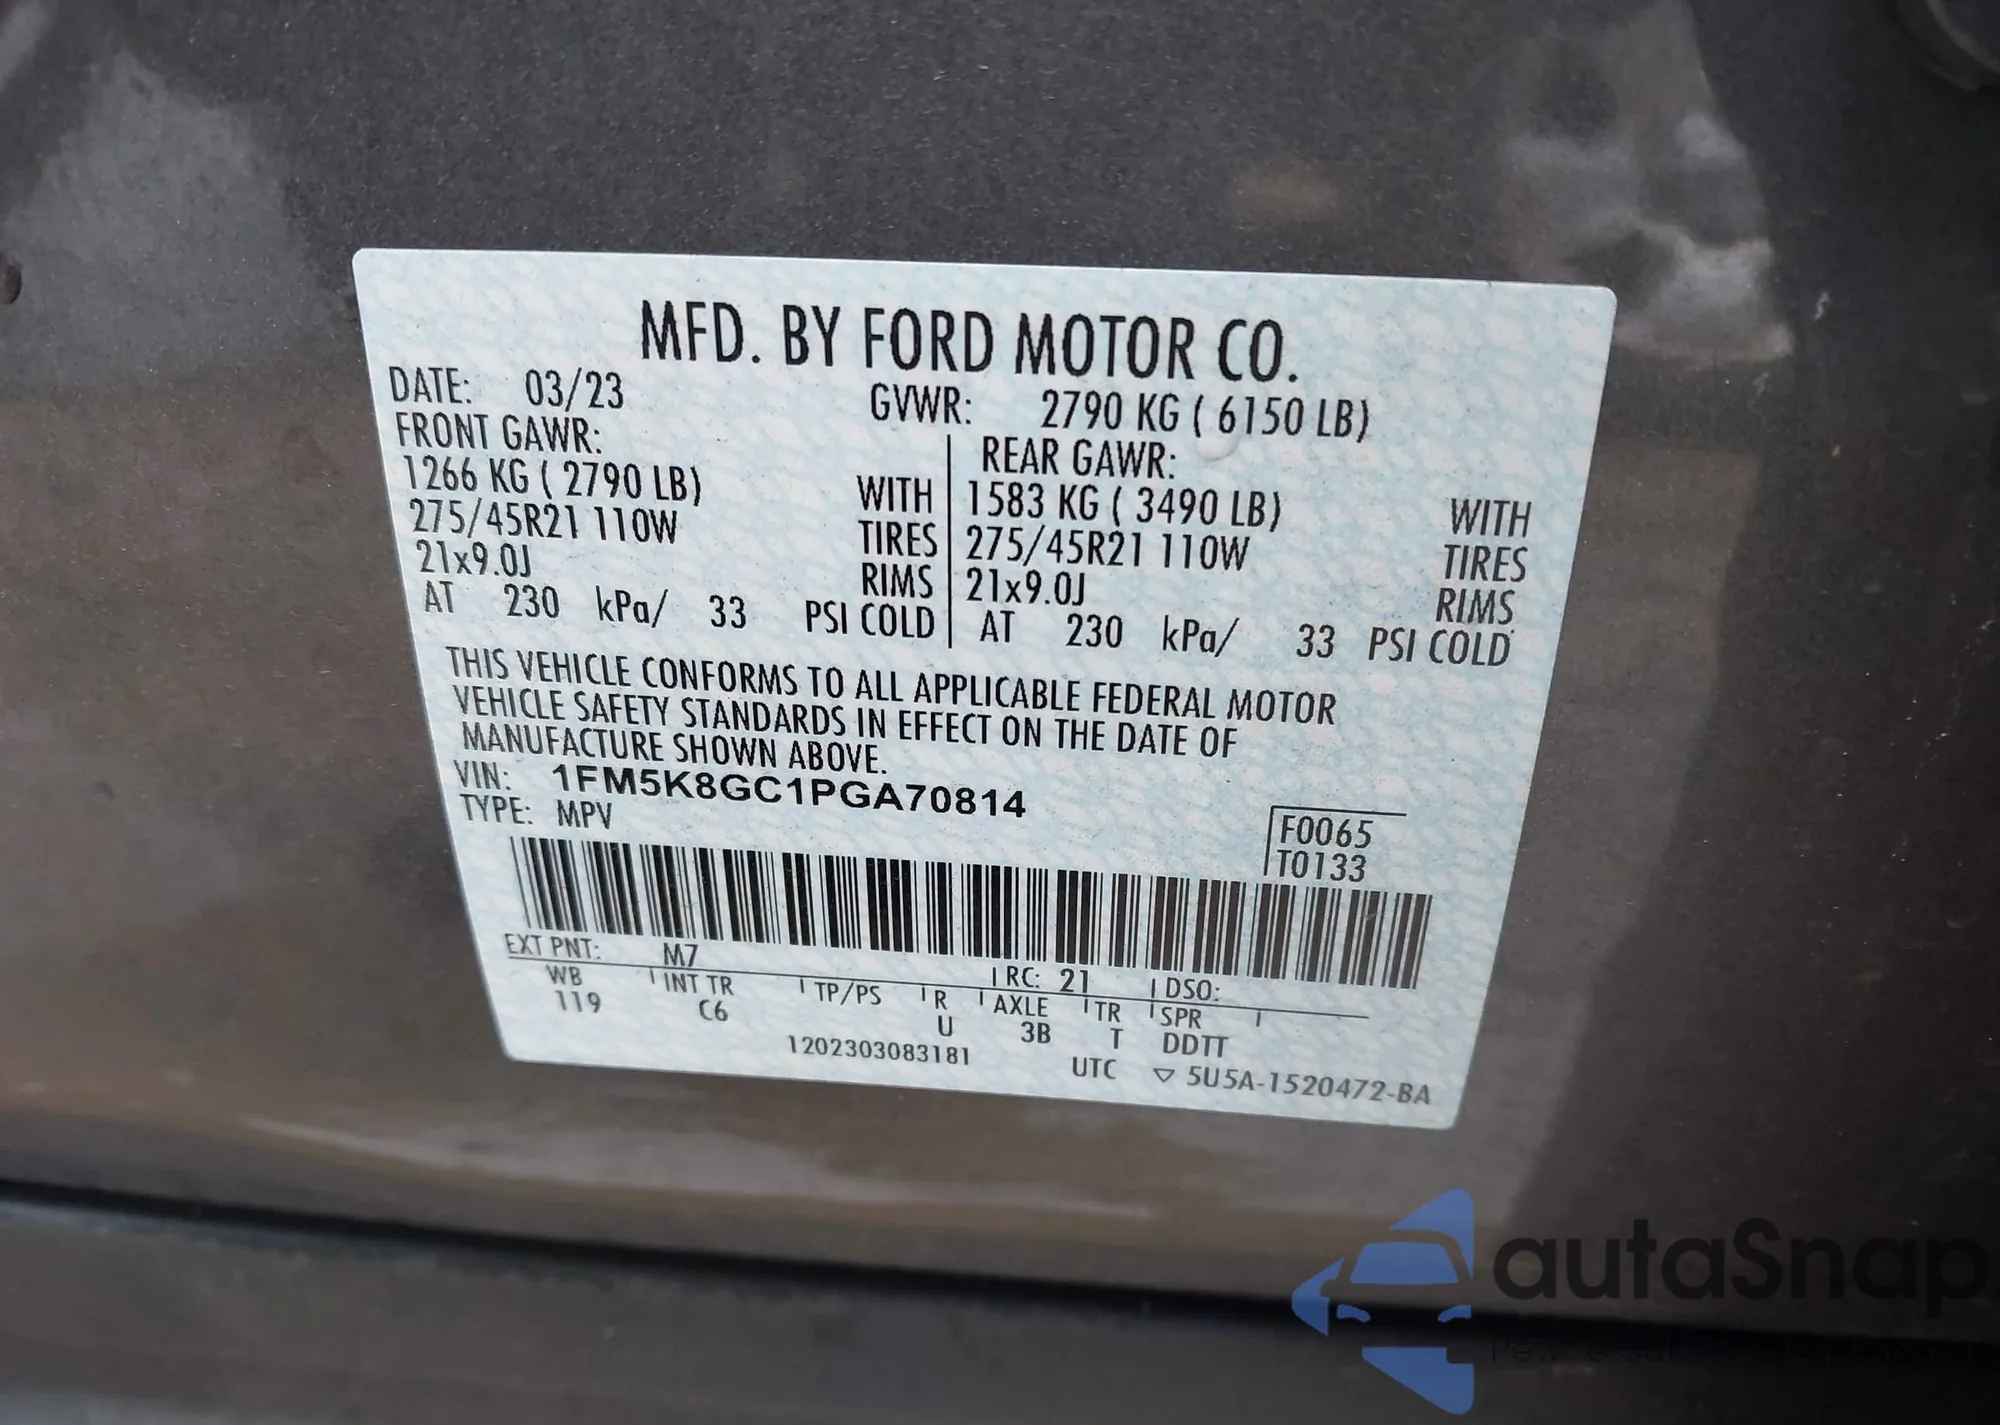 MFD. BY FORD MOTOR CO.
DATE: 03/23 GVWR: 2790 KG ( 6150 LB)
FRONT GAWR: REAR GAWR:
1266 KG ( 2790 LB) WITH 1583 KG ( 3490 LB) WITH
275/45R21 110W TIRES 275/45R21 110W TIRES
21x9.0J RIMS 21x9.0J RIMS
AT 230 kPa/ 33 PSI COLD AT 230 kPa/ 33 PSI COLD
THIS VEHICLE CONFORMS TO ALL APPLICABLE FEDERAL MOTOR
VEHICLE SAFETY STANDARDS IN EFFECT ON THE DATE OF
MANUFACTURE SHOWN ABOVE.
VIN: 1FM5K8GC1PGA70814
TYPE: MPV
F0065
T0133
EXT PNT: M7 RC: 21 DSO:
WB INT TR TP/PS R AXLE TR SPR
119 C6 U 3B T DDTT
1202303083181 UTC ▽ 5U5A-1520472-BA
autaSnap